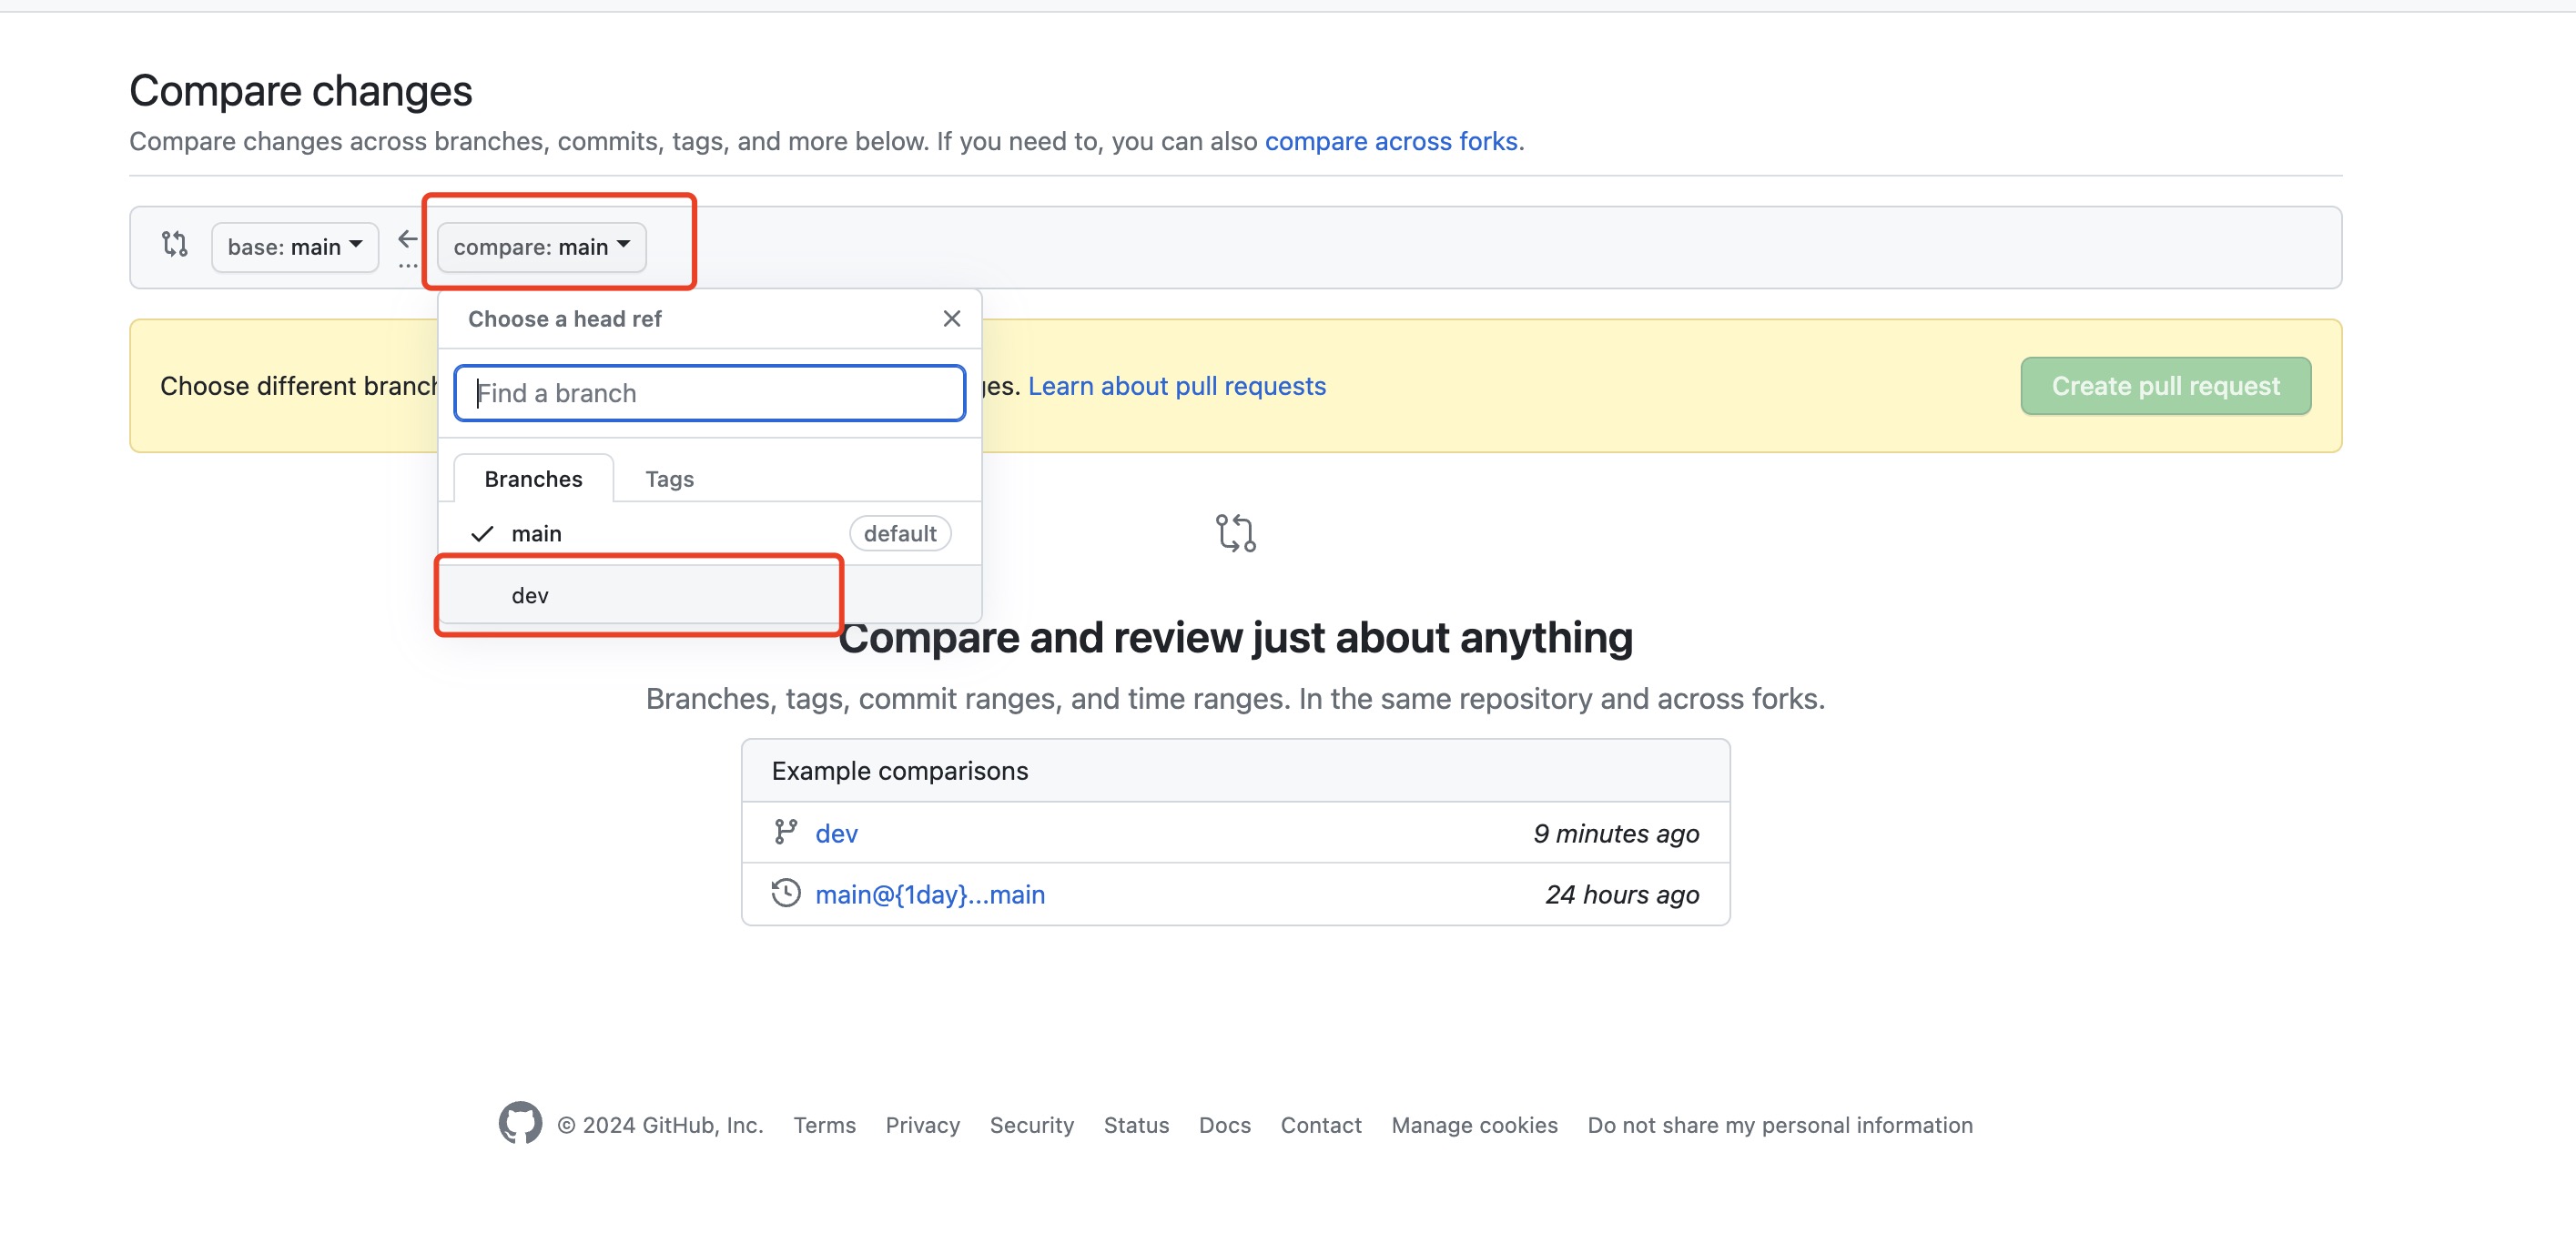 Compare changes
Compare changes across branches, commits, tags, and more below. If you need to, you can also compare across forks.
base: main
...
compare: main
Choose a head ref
Choose different branch
ges. Learn about pull requests
Create pull request
Find a branch
Branches Tags
main default
dev
Compare and review just about anything
Branches, tags, commit ranges, and time ranges. In the same repository and across forks.
Example comparisons
dev 9 minutes ago
main@{1day}...main 24 hours ago
© 2024 GitHub, Inc. Terms Privacy Security Status Docs Contact Manage cookies Do not share my personal information